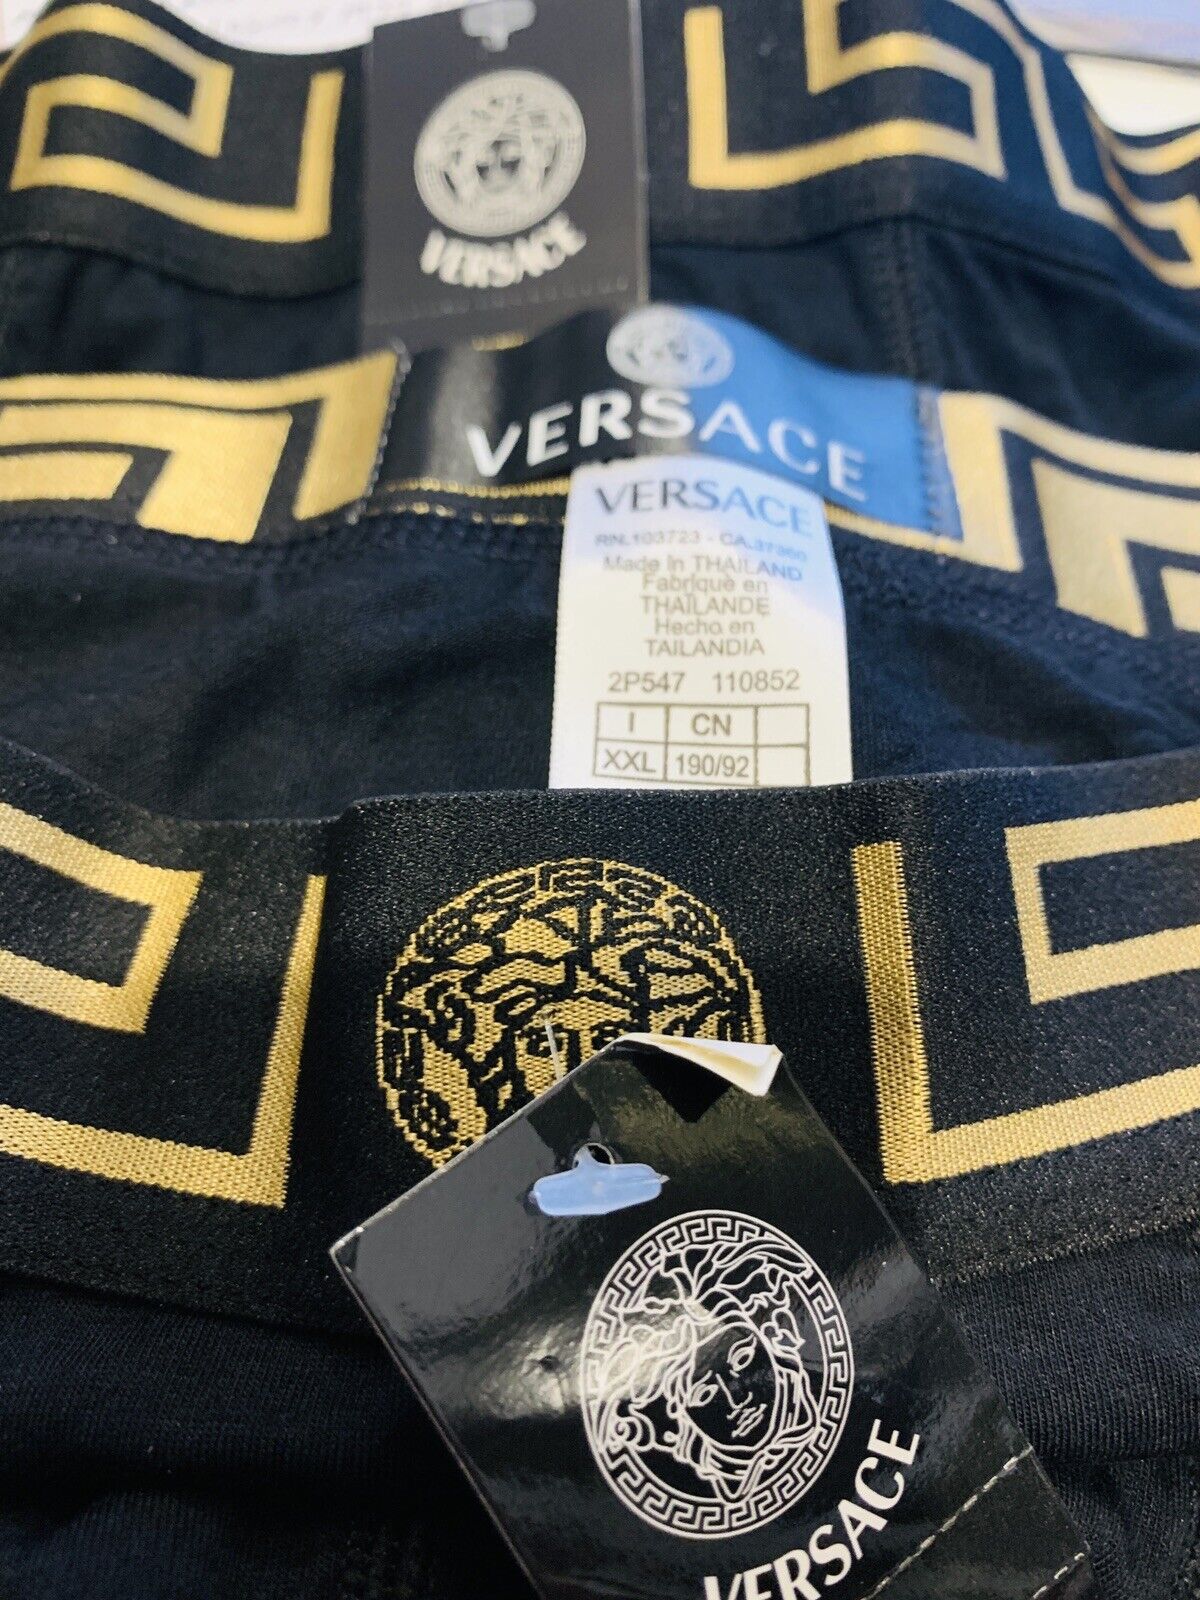 VERSACE
VERSACE
VERSACE
RN.103723 - CA.37360
Made In THAILAND
Fabriqué en
THAÏLANDE
Hecho en
TAILANDIA
2P547 110852
I CN
XXL 190/92
VERSACE